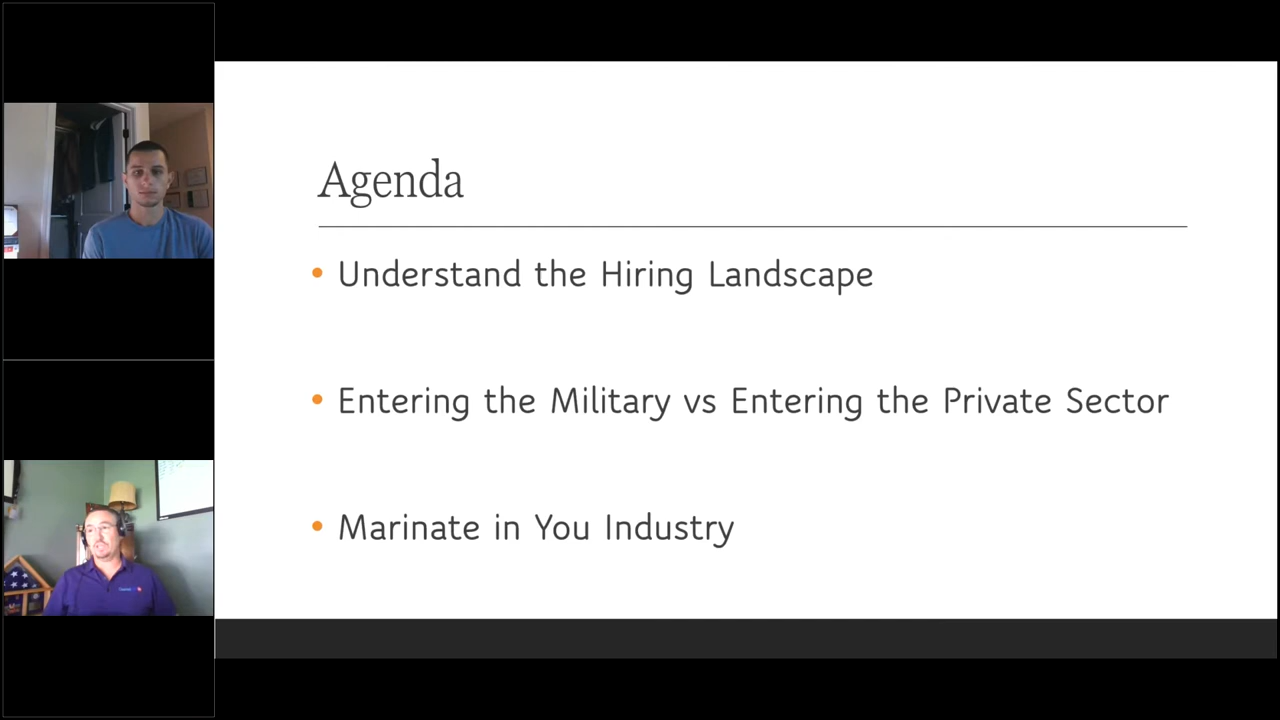 Agenda
Understand the Hiring Landscape
Entering the Military vs Entering the Private Sector
Marinate in You Industry